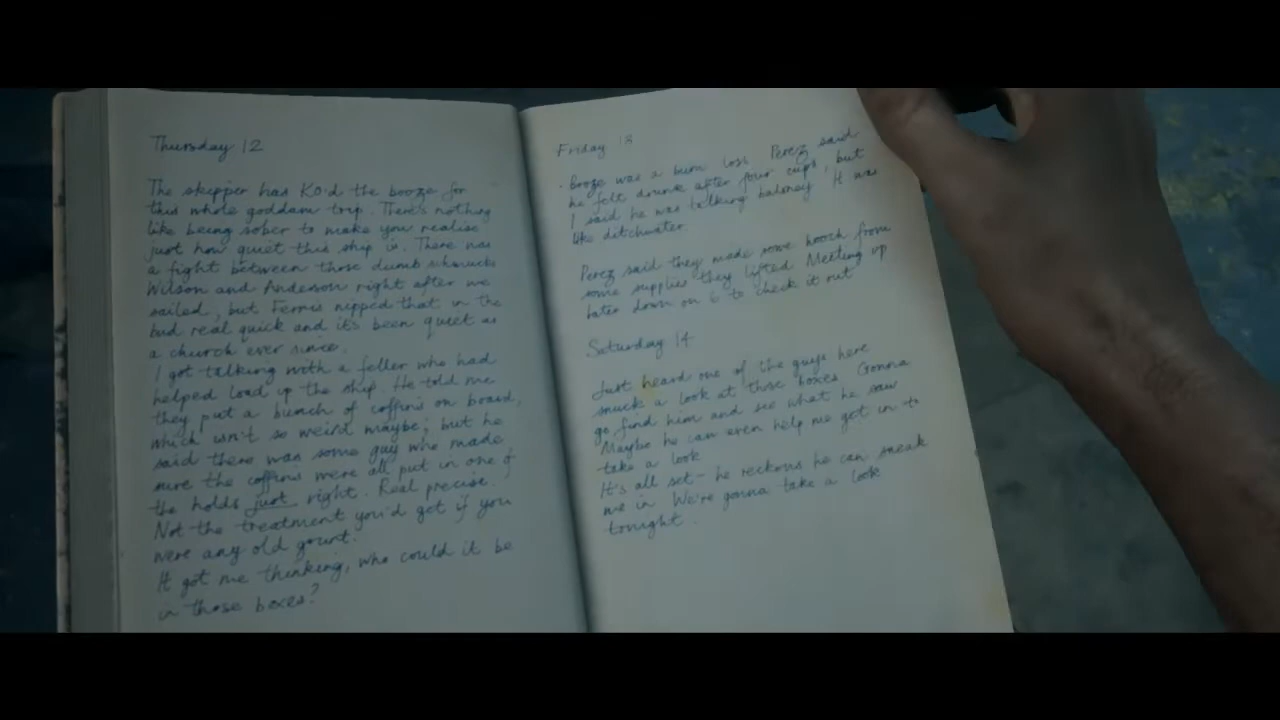 Thursday 12
The skipper has KO'd the booze for
this whole goddam trip. There's nothing
like being sober to make you realise
just how quiet this ship is. There was
a fight between those dumb schmucks
Wilson and Anderson right after we
sailed, but Ferris nipped that in the
bud real quick and it's been quiet as
a church ever since.
I got talking with a feller who had
helped load up the ship. He told me
they put a bunch of coffins on board,
which isn't so weird maybe; but he
said there was some guy who made
sure the coffins were all put in one of
the holds just right. Real precise.
Not the treatment you'd get if you
were any old grunt.
It got me thinking, who could it be
in those boxes?
Friday 13
booze was a bum loss Perez said
he felt drunk after four cups, but
I said he was talking baloney It was
like ditchwater
Perez said they made some hooch from
some supplies they lifted Meeting up
later down on 6 to check it out
Saturday 14
Just heard one of the guys here
snuck a look at those boxes Gonna
go find him and see what he saw
Maybe he can even help me get in to
take a look
It's all set - he reckons he can sneak
me in We're gonna take a look
tonight.